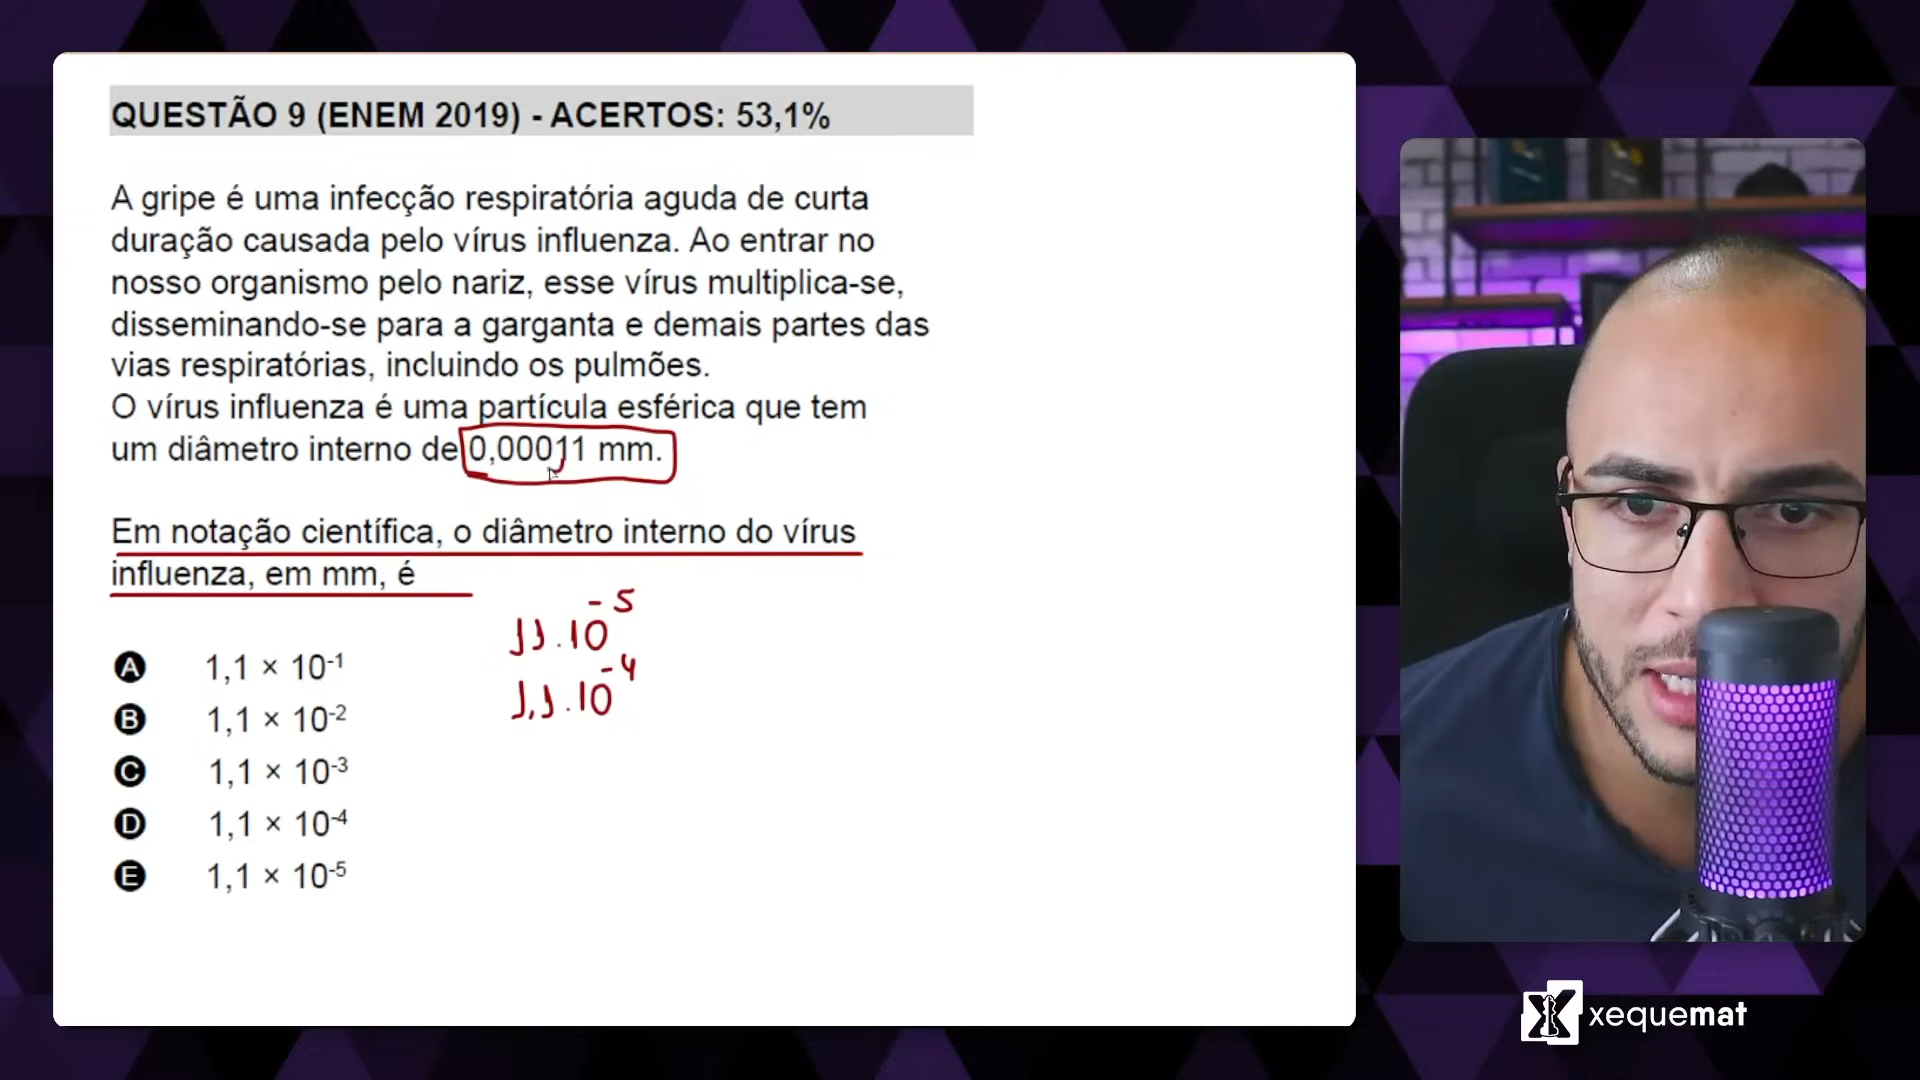 QUESTÃO 9 (ENEM 2019) - ACERTOS: 53,1%
A gripe é uma infecção respiratória aguda de curta
duração causada pelo vírus influenza. Ao entrar no
nosso organismo pelo nariz, esse vírus multiplica-se,
disseminando-se para a garganta e demais partes das
vias respiratórias, incluindo os pulmões.
O vírus influenza é uma partícula esférica que tem
um diâmetro interno de 0,00011 mm.
Em notação científica, o diâmetro interno do vírus
influenza, em mm, é
11.10⁻⁵
1,1.10⁻⁴
A 1,1 × 10⁻¹
B 1,1 × 10⁻²
C 1,1 × 10⁻³
D 1,1 × 10⁻⁴
E 1,1 × 10⁻⁵
xequemat